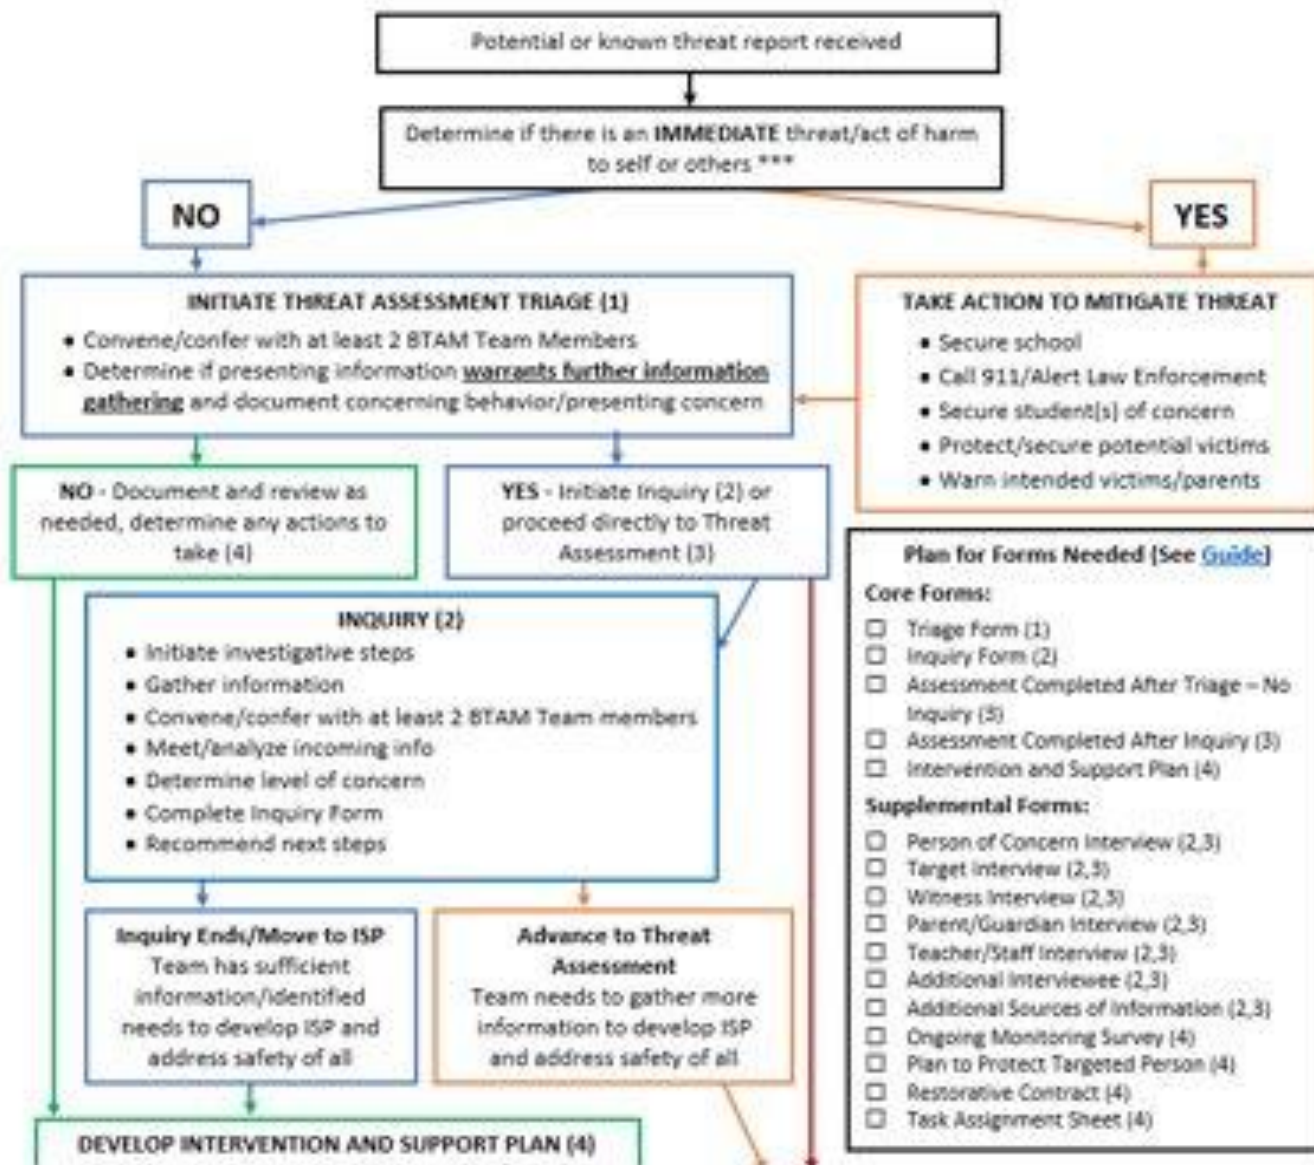 Potential or known threat report received
Determine if there is an IMMEDIATE threat/act of harm
to self or others ***
NO
YES
INITIATE THREAT ASSESSMENT TRIAGE (1)
• Convene/confer with at least 2 BTAM Team Members
• Determine if presenting information warrants further information
gathering and document concerning behavior/presenting concern
TAKE ACTION TO MITIGATE THREAT
• Secure school
• Call 911/Alert Law Enforcement
• Secure student[s] of concern
• Protect/secure potential victims
• Warn intended victims/parents
NO - Document and review as
needed, determine any actions to
take (4)
YES - Initiate Inquiry (2) or
proceed directly to Threat
Assessment (3)
INQUIRY (2)
• Initiate investigative steps
• Gather information
• Convene/confer with at least 2 BTAM Team members
• Meet/analyze incoming info
• Determine level of concern
• Complete Inquiry Form
• Recommend next steps
Inquiry Ends/Move to ISP
Team has sufficient
information/identified
needs to develop ISP and
address safety of all
Advance to Threat
Assessment
Team needs to gather more
information to develop ISP
and address safety of all
DEVELOP INTERVENTION AND SUPPORT PLAN (4)
Plan for Forms Needed (See Guide)
Core Forms:
☐ Triage Form (1)
☐ Inquiry Form (2)
☐ Assessment Completed After Triage – No
Inquiry (3)
☐ Assessment Completed After Inquiry (3)
☐ Intervention and Support Plan (4)
Supplemental Forms:
☐ Person of Concern Interview (2,3)
☐ Target Interview (2,3)
☐ Witness Interview (2,3)
☐ Parent/Guardian Interview (2,3)
☐ Teacher/Staff Interview (2,3)
☐ Additional Interviewee (2,3)
☐ Additional Sources of Information (2,3)
☐ Ongoing Monitoring Survey (4)
☐ Plan to Protect Targeted Person (4)
☐ Restorative Contract (4)
☐ Task Assignment Sheet (4)